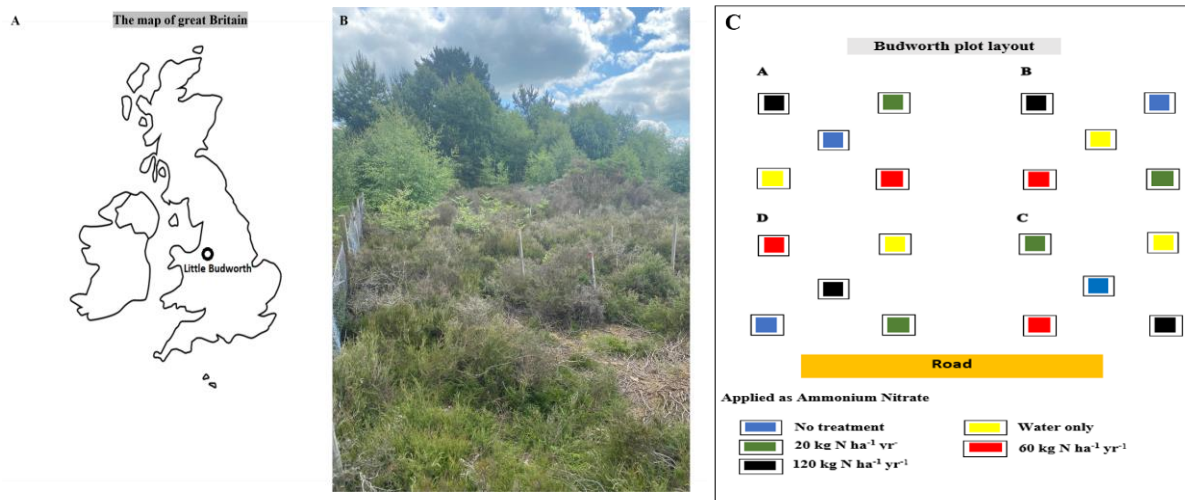 A
The map of great Britain
Little Budworth
B
C
Budworth plot layout
A
B
D
C
Road
Applied as Ammonium Nitrate
No treatment
Water only
20 kg N ha⁻¹ yr⁻
60 kg N ha⁻¹ yr⁻¹
120 kg N ha⁻¹ yr⁻¹